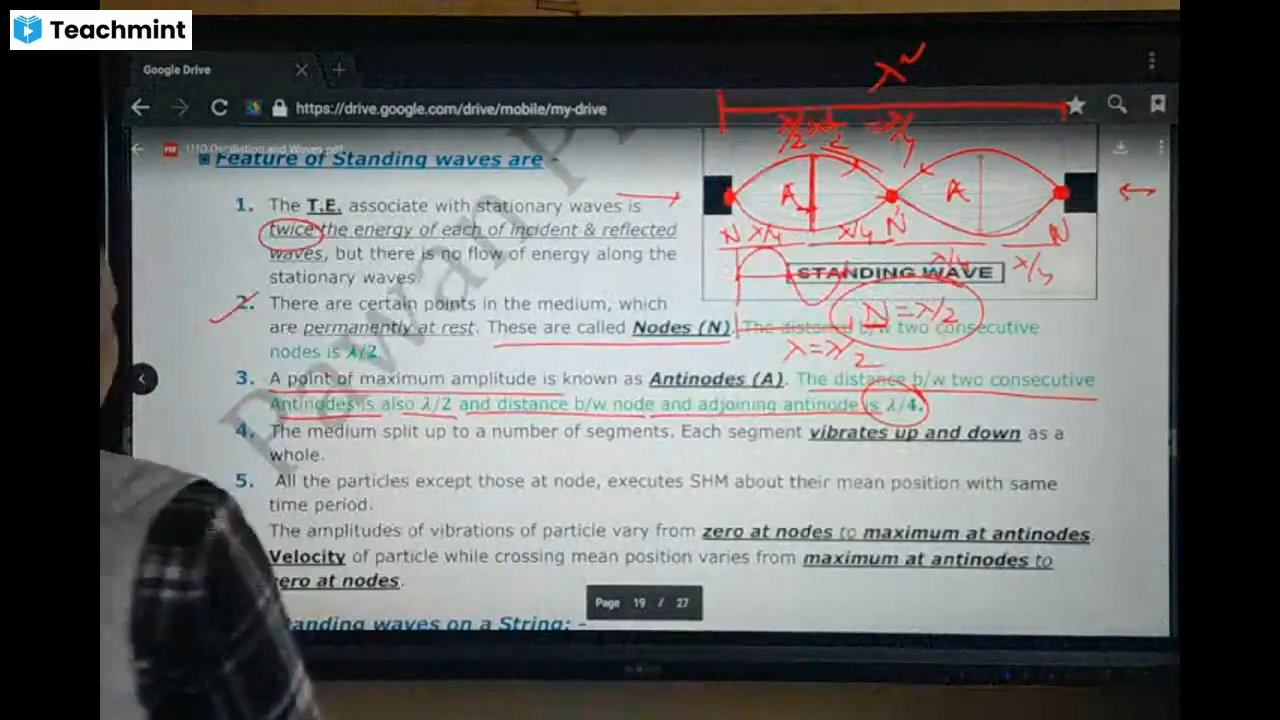 Teachmint
Google Drive
https://drive.google.com/drive/mobile/my-drive
Feature of Standing waves are -
1. The T.E. associate with stationary waves is
twice the energy of each of incident & reflected
waves, but there is no flow of energy along the
stationary waves.
2. There are certain points in the medium, which
are permanently at rest. These are called Nodes (N). The distance b/w two consecutive
nodes is λ/2.
3. A point of maximum amplitude is known as Antinodes (A). The distance b/w two consecutive
Antinodes is also λ/2 and distance b/w node and adjoining antinode is λ/4.
4. The medium split up to a number of segments. Each segment vibrates up and down as a
whole.
5. All the particles except those at node, executes SHM about their mean position with same
time period.
The amplitudes of vibrations of particle vary from zero at nodes to maximum at antinodes.
Velocity of particle while crossing mean position varies from maximum at antinodes to
zero at nodes.
Standing waves on a String: -
Page 19 / 27
λ
A A
N N N
λ/4 λ/4 λ/4 λ/4
STANDING WAVE
N = λ/2
λ = λ/2